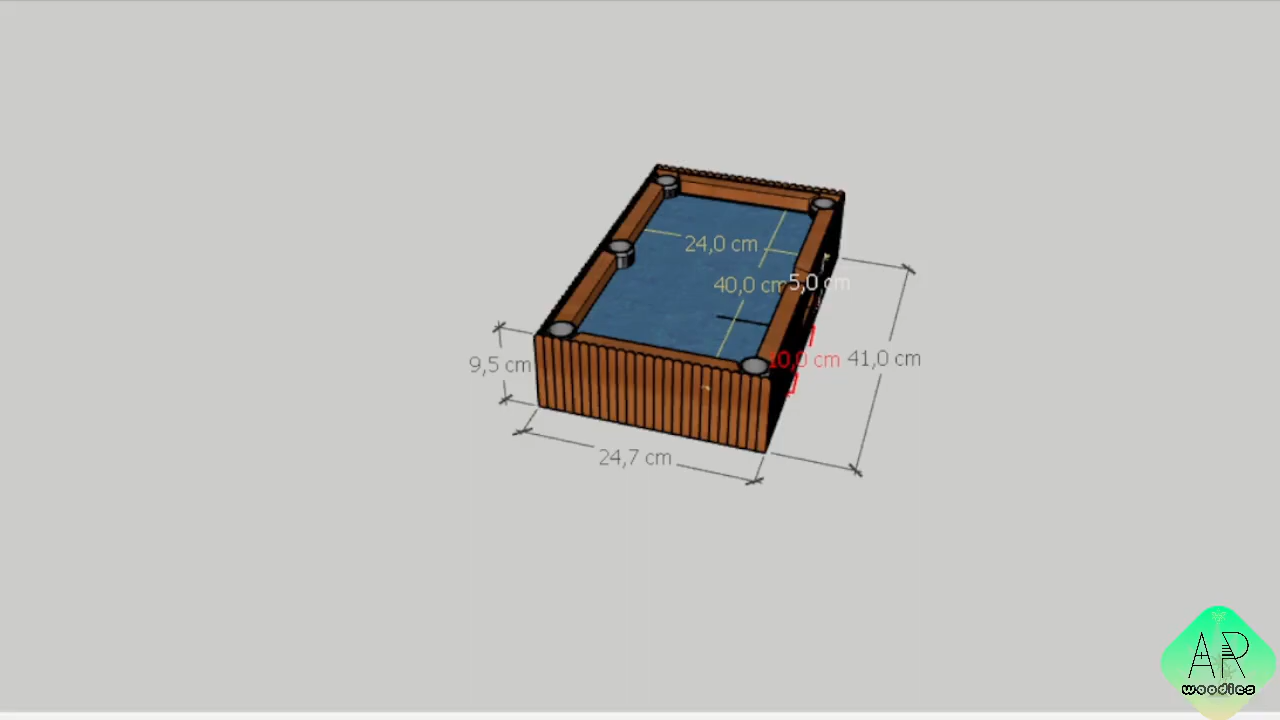 24,0 cm
40,0 cm
5,0 cm
9,5 cm
10,0 cm
41,0 cm
24,7 cm
AR
woodies